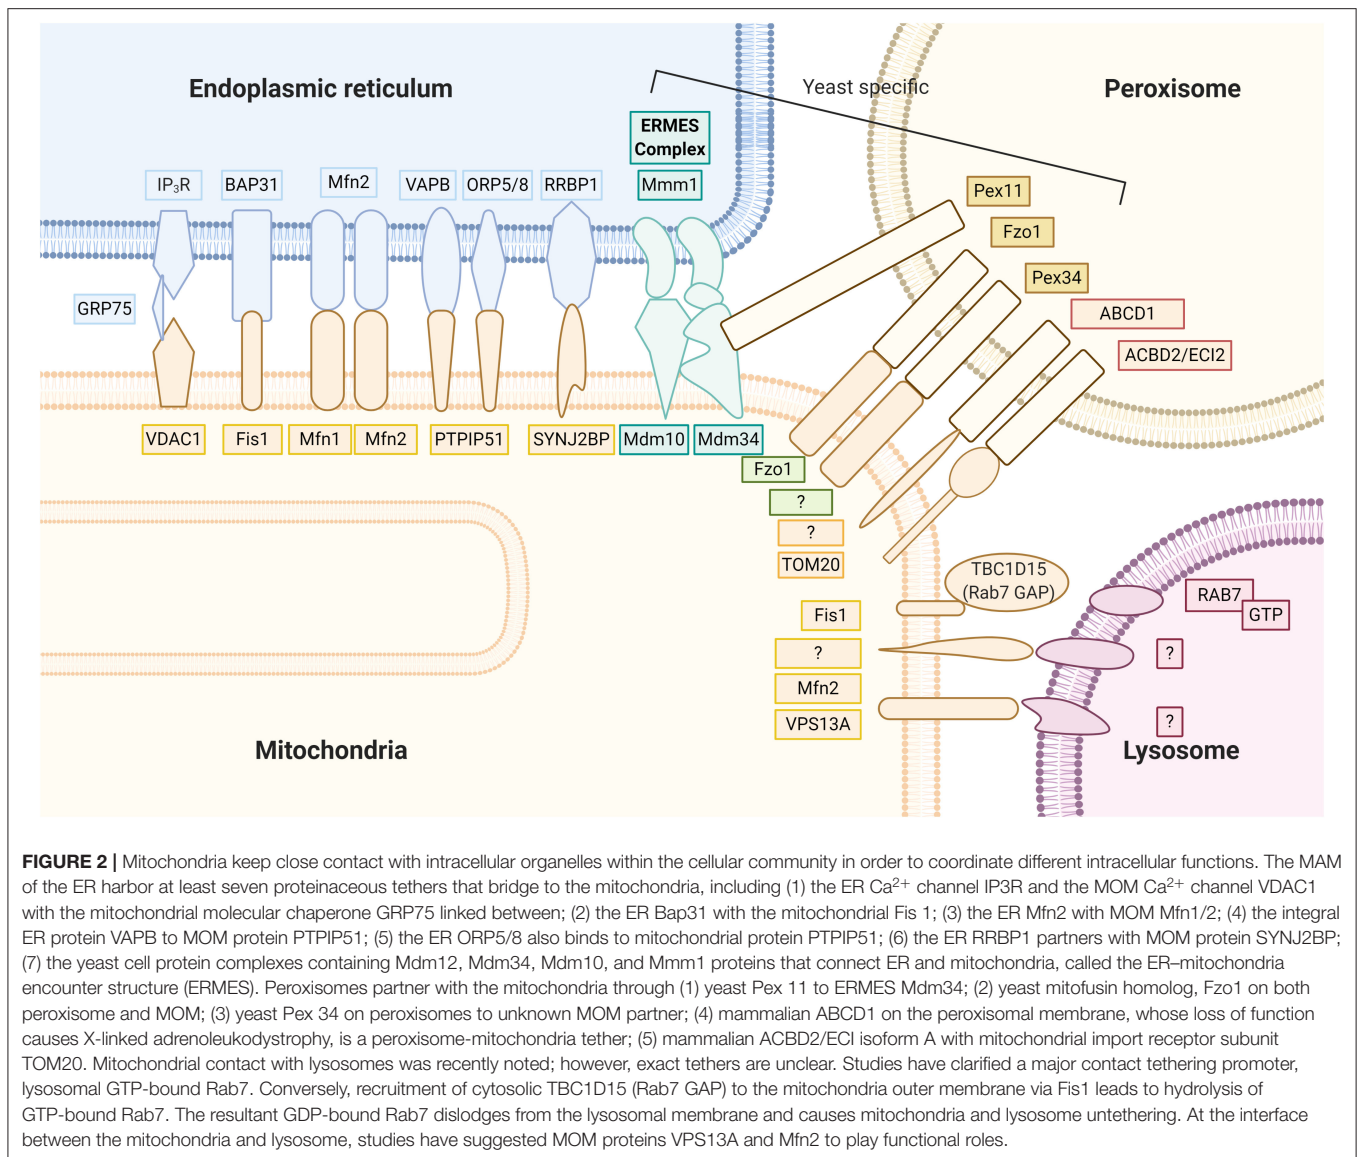 Endoplasmic reticulum
Yeast specific
Peroxisome
ERMES
Complex
IP₃R
BAP31
Mfn2
VAPB
ORP5/8
RRBP1
Mmm1
Pex11
Fzo1
Pex34
GRP75
ABCD1
ACBD2/ECI2
VDAC1
Fis1
Mfn1
Mfn2
PTPIP51
SYNJ2BP
Mdm10
Mdm34
Fzo1
?
?
TOM20
TBC1D15
(Rab7 GAP)
RAB7
GTP
Fis1
?
?
Mfn2
VPS13A
?
Mitochondria
Lysosome
FIGURE 2 | Mitochondria keep close contact with intracellular organelles within the cellular community in order to coordinate different intracellular functions. The MAM
of the ER harbor at least seven proteinaceous tethers that bridge to the mitochondria, including (1) the ER Ca²⁺ channel IP3R and the MOM Ca²⁺ channel VDAC1
with the mitochondrial molecular chaperone GRP75 linked between; (2) the ER Bap31 with the mitochondrial Fis 1; (3) the ER Mfn2 with MOM Mfn1/2; (4) the integral
ER protein VAPB to MOM protein PTPIP51; (5) the ER ORP5/8 also binds to mitochondrial protein PTPIP51; (6) the ER RRBP1 partners with MOM protein SYNJ2BP;
(7) the yeast cell protein complexes containing Mdm12, Mdm34, Mdm10, and Mmm1 proteins that connect ER and mitochondria, called the ER–mitochondria
encounter structure (ERMES). Peroxisomes partner with the mitochondria through (1) yeast Pex 11 to ERMES Mdm34; (2) yeast mitofusin homolog, Fzo1 on both
peroxisome and MOM; (3) yeast Pex 34 on peroxisomes to unknown MOM partner; (4) mammalian ABCD1 on the peroxisomal membrane, whose loss of function
causes X-linked adrenoleukodystrophy, is a peroxisome-mitochondria tether; (5) mammalian ACBD2/ECI isoform A with mitochondrial import receptor subunit
TOM20. Mitochondrial contact with lysosomes was recently noted; however, exact tethers are unclear. Studies have clarified a major contact tethering promoter,
lysosomal GTP-bound Rab7. Conversely, recruitment of cytosolic TBC1D15 (Rab7 GAP) to the mitochondria outer membrane via Fis1 leads to hydrolysis of
GTP-bound Rab7. The resultant GDP-bound Rab7 dislodges from the lysosomal membrane and causes mitochondria and lysosome untethering. At the interface
between the mitochondria and lysosome, studies have suggested MOM proteins VPS13A and Mfn2 to play functional roles.